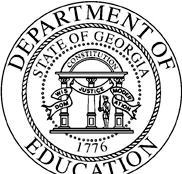 DEPARTMENT OF
STATE OF GEORGIA
CONSTITUTION
WISDOM
JUSTICE
MODERATION
1776
EDUCATION